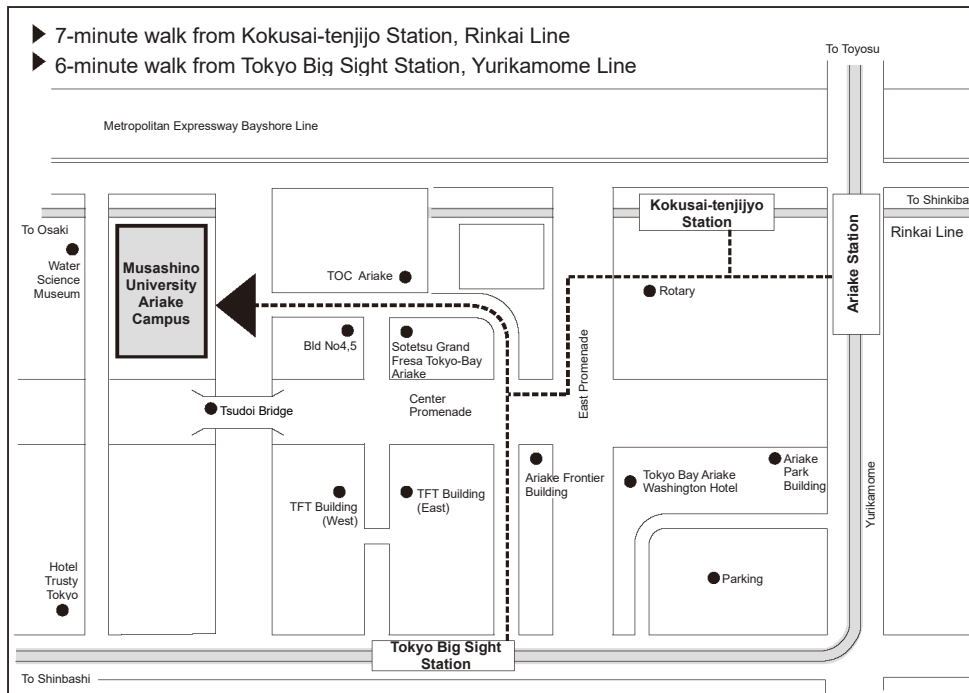 ▶ 7-minute walk from Kokusai-tenjijo Station, Rinkai Line
▶ 6-minute walk from Tokyo Big Sight Station, Yurikamome Line
To Toyosu
Metropolitan Expressway Bayshore Line
To Osaki
Kokusai-tenjijyo
Station
To Shinkiba
Rinkai Line
Ariake Station
Water
Science
Museum
Musashino
University
Ariake
Campus
TOC Ariake
Rotary
Bld No4,5
Sotetsu Grand
Fresa Tokyo-Bay
Ariake
East Promenade
Tsudoi Bridge
Center
Promenade
TFT Building
(West)
TFT Building
(East)
Ariake Frontier
Building
Tokyo Bay Ariake
Washington Hotel
Ariake
Park
Building
Yurikamome
Hotel
Trusty
Tokyo
Parking
Tokyo Big Sight
Station
To Shinbashi